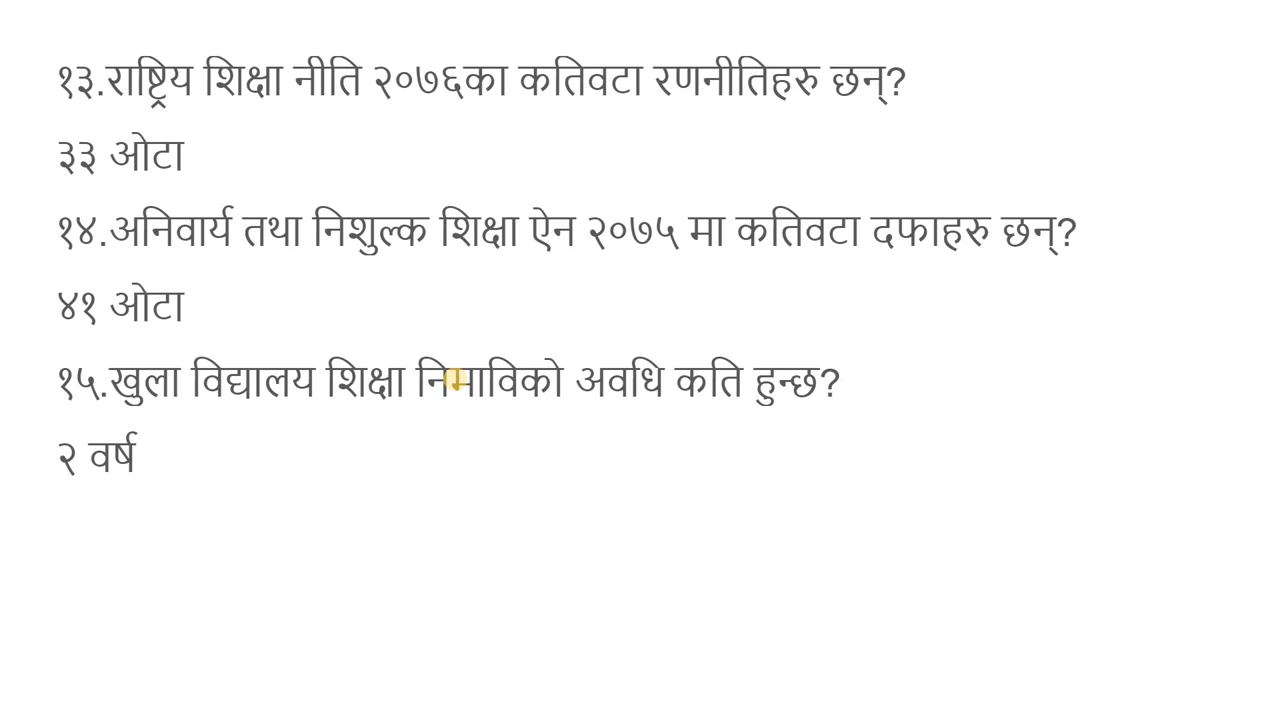 १३.राष्ट्रिय शिक्षा नीति २०७६का कतिवटा रणनीतिहरु छन्?
३३ ओटा
१४.अनिवार्य तथा निशुल्क शिक्षा ऐन २०७५ मा कतिवटा दफाहरु छन्?
४१ ओटा
१५.खुला विद्यालय शिक्षा निमाविको अवधि कति हुन्छ?
२ वर्ष